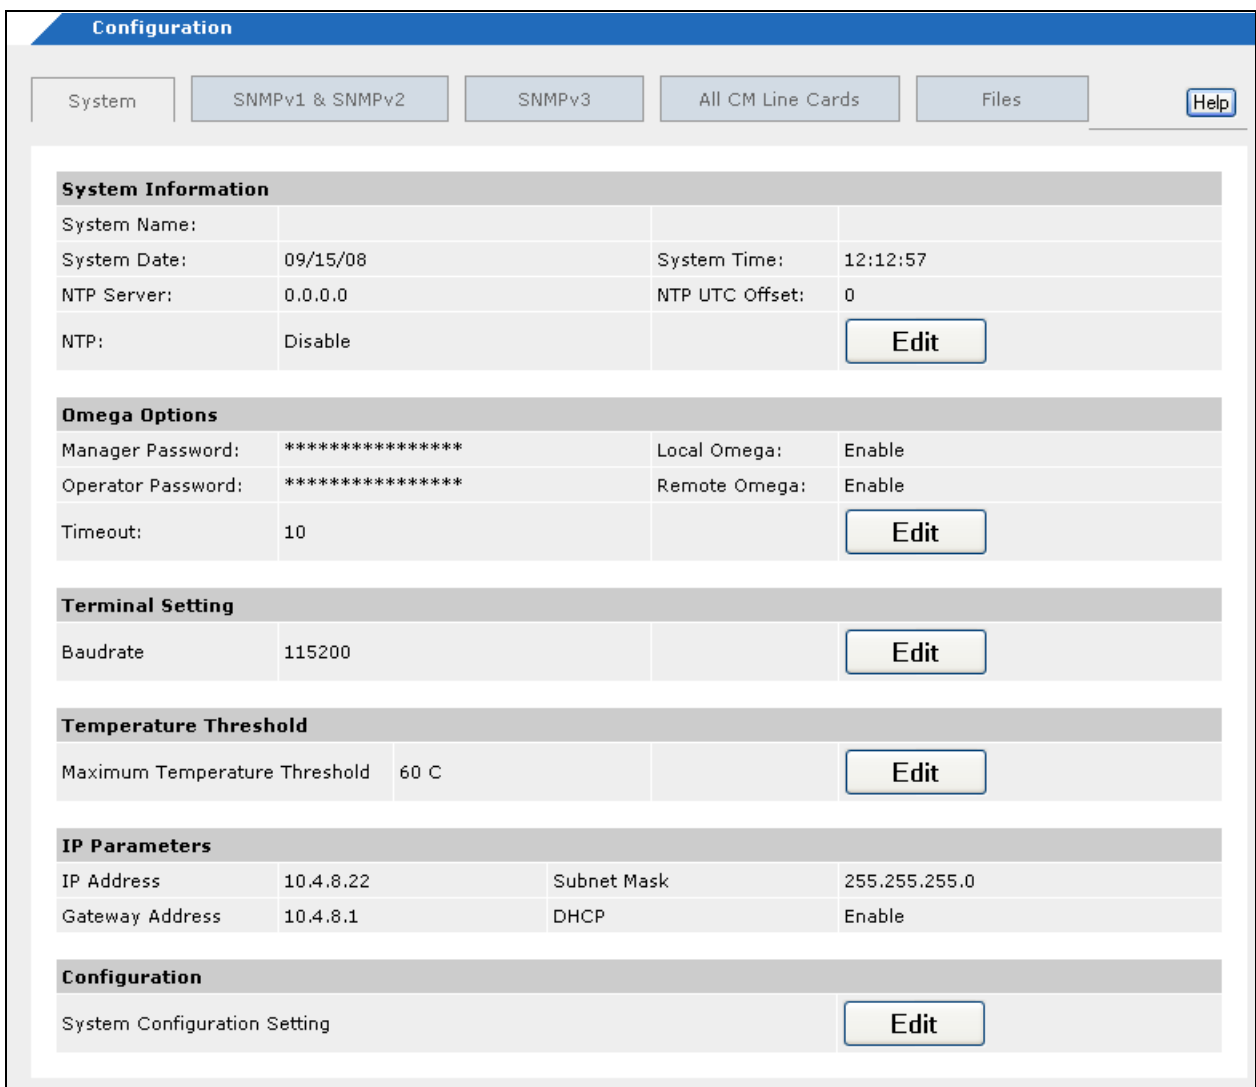 Configuration
System SNMPv1 & SNMPv2 SNMPv3 All CM Line Cards Files Help
System Information
System Name:
System Date: 09/15/08 System Time: 12:12:57
NTP Server: 0.0.0.0 NTP UTC Offset: 0
NTP: Disable Edit
Omega Options
Manager Password: **************** Local Omega: Enable
Operator Password: **************** Remote Omega: Enable
Timeout: 10 Edit
Terminal Setting
Baudrate 115200 Edit
Temperature Threshold
Maximum Temperature Threshold 60 C Edit
IP Parameters
IP Address 10.4.8.22 Subnet Mask 255.255.255.0
Gateway Address 10.4.8.1 DHCP Enable
Configuration
System Configuration Setting Edit